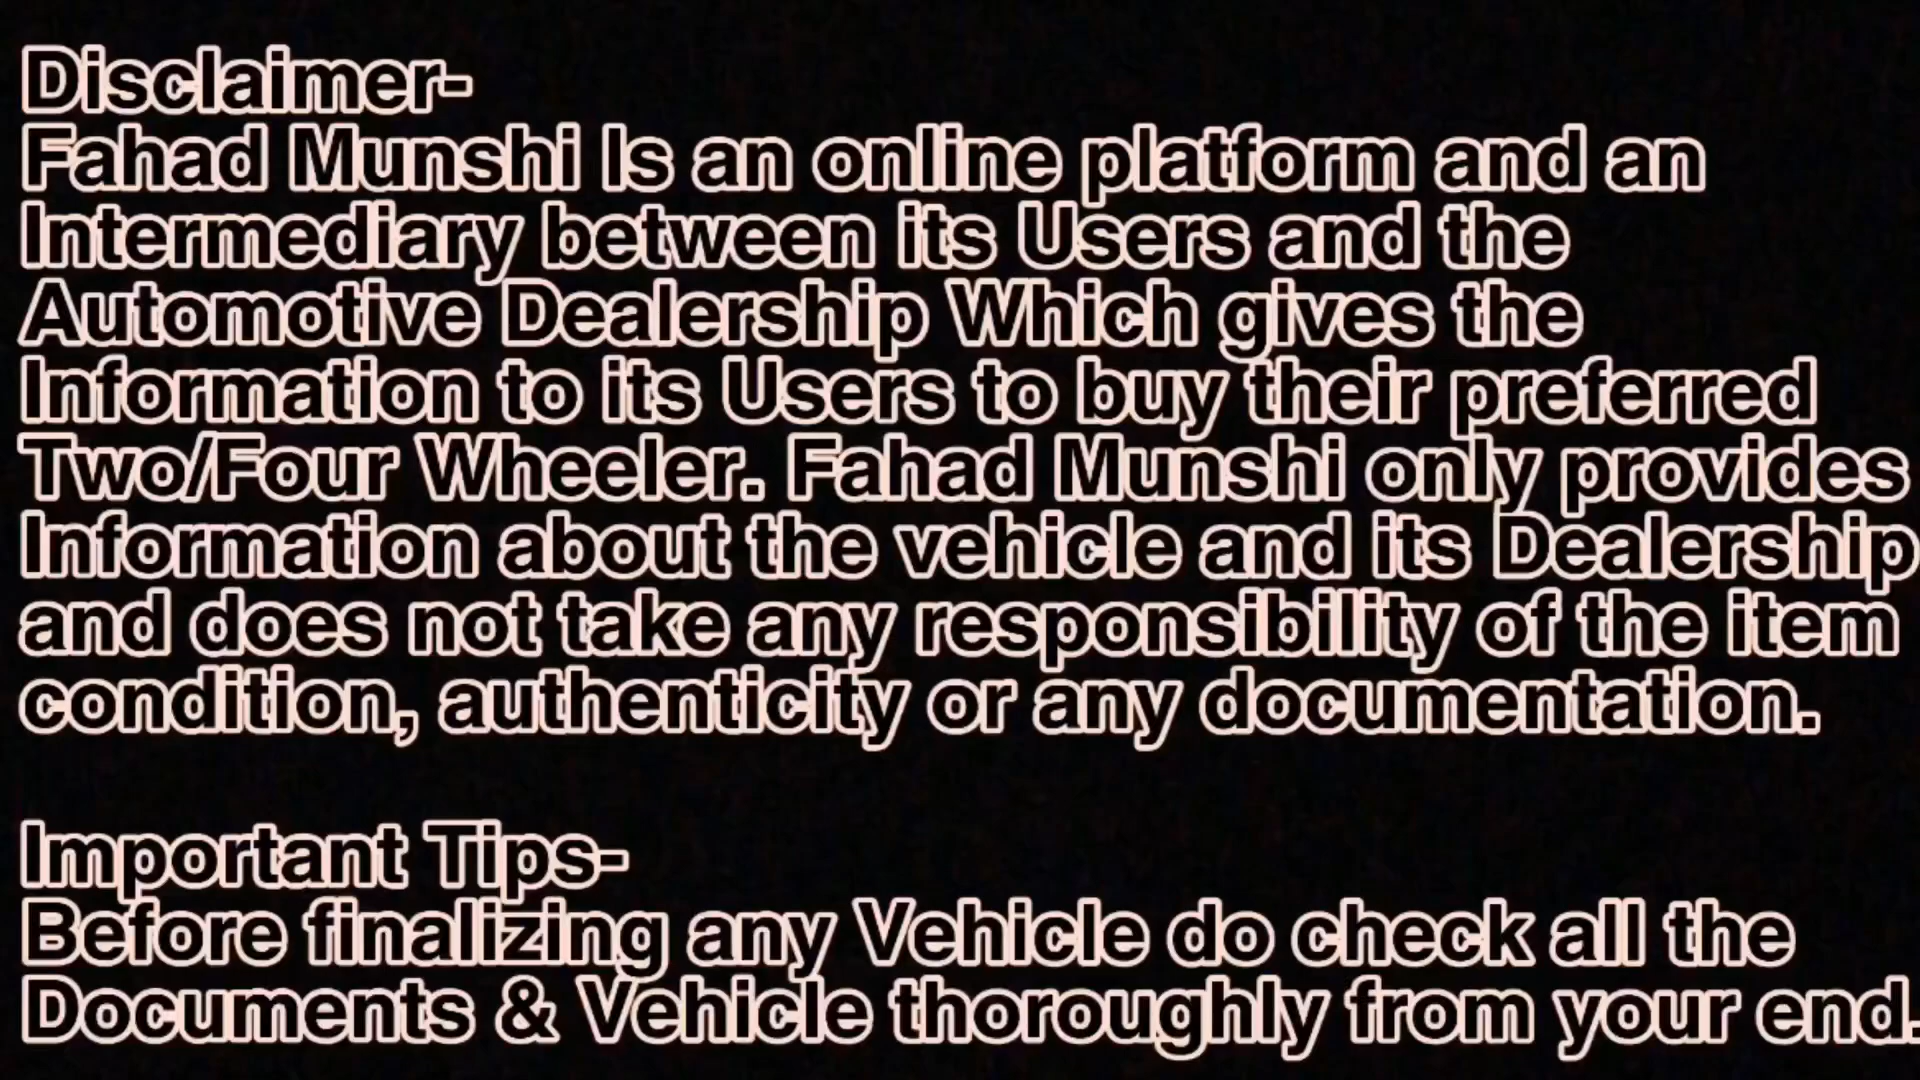 Disclaimer-
Fahad Munshi Is an online platform and an
Intermediary between its Users and the
Automotive Dealership Which gives the
Information to its Users to buy their preferred
Two/Four Wheeler. Fahad Munshi only provides
Information about the vehicle and its Dealership
and does not take any responsibility of the item
condition, authenticity or any documentation.
Important Tips-
Before finalizing any Vehicle do check all the
Documents & Vehicle thoroughly from your end.